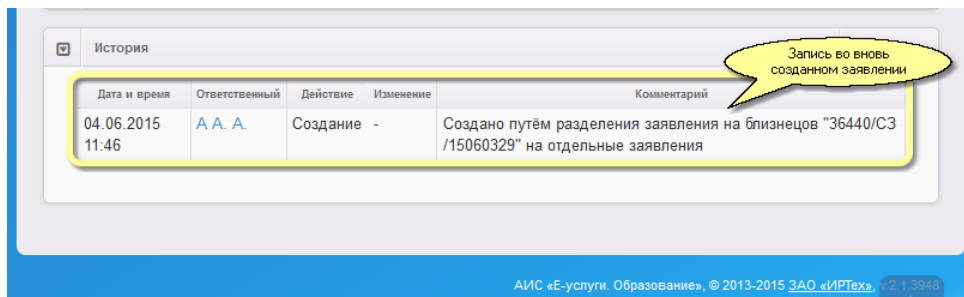 История
Запись во вновь
созданном заявлении
Дата и время Ответственный Действие Изменение Комментарий
04.06.2015 А А. А. Создание - Создано путём разделения заявления на близнецов "36440/СЗ
11:46 /15060329" на отдельные заявления
АИС «Е-услуги. Образование», © 2013-2015 ЗАО «ИРТех», v.2.1.3948